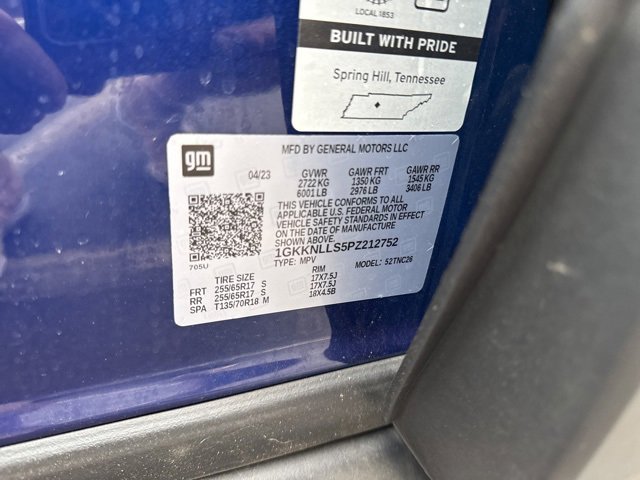 LOCAL 1853
BUILT WITH PRIDE
Spring Hill, Tennessee
gm
MFD BY GENERAL MOTORS LLC
04/23 GVWR GAWR FRT GAWR RR
2722 KG 1350 KG 1545 KG
6001 LB 2976 LB 3406 LB
THIS VEHICLE CONFORMS TO ALL
APPLICABLE U.S. FEDERAL MOTOR
VEHICLE SAFETY STANDARDS IN EFFECT
ON THE DATE OF MANUFACTURE
SHOWN ABOVE.
1GKKNLLS5PZ212752
705U TYPE: MPV MODEL: 52TNC26
TIRE SIZE RIM
FRT 255/65R17 S 17X7.5J
RR 255/65R17 S 17X7.5J
SPA T135/70R18 M 18X4.5B